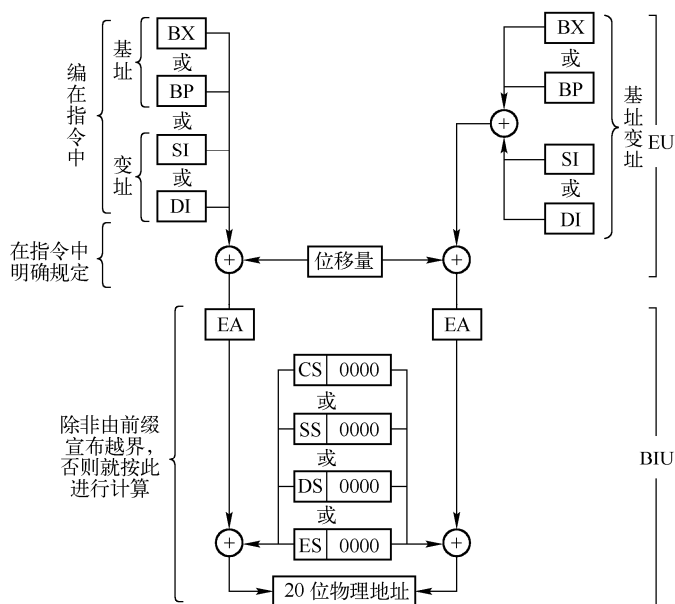 编在指令中
基址
BX
或
BP
或
变址
SI
或
DI
BX
或
BP
+
SI
或
DI
基址变址
EU
在指令中
明确规定
+
位移量
+
EA
EA
除非由前缀
宣布越界，
否则就按此
进行计算
CS 0000
或
SS 0000
或
DS 0000
或
ES 0000
+
+
BIU
20 位物理地址